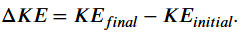 ΔKE = KE_final − KE_initial.